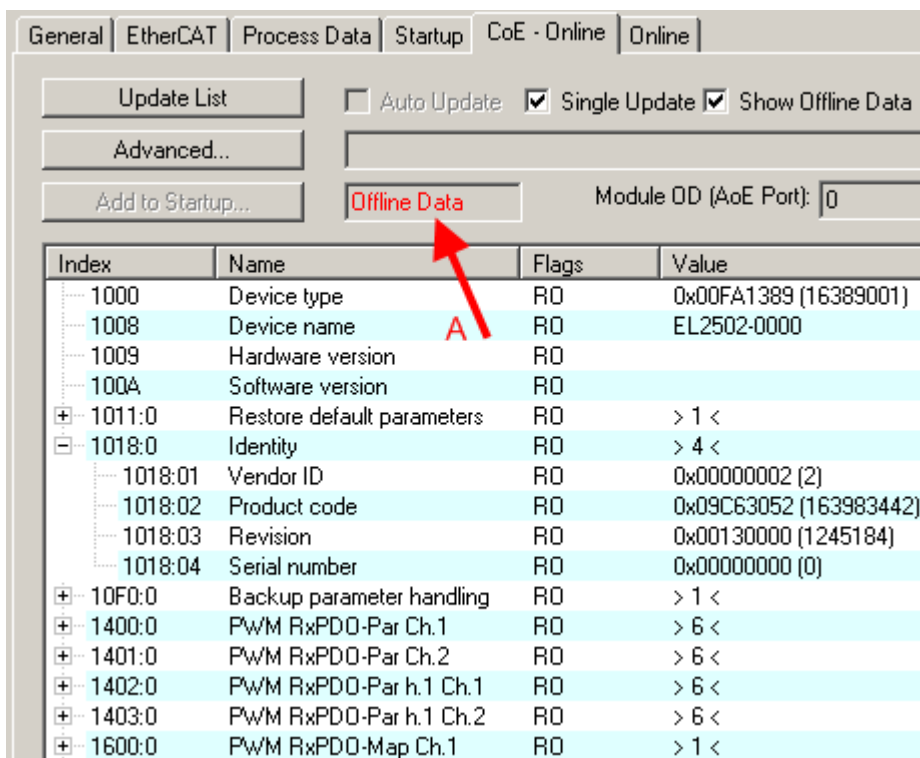 General EtherCAT Process Data Startup CoE - Online Online
Update List Auto Update Single Update Show Offline Data
Advanced...
Add to Startup... Offline Data Module OD (AoE Port): 0
Index Name Flags Value
1000 Device type RO 0x00FA1389 (16389001)
1008 Device name RO EL2502-0000
A
1009 Hardware version RO
100A Software version RO
1011:0 Restore default parameters RO > 1 <
1018:0 Identity RO > 4 <
1018:01 Vendor ID RO 0x00000002 (2)
1018:02 Product code RO 0x09C63052 (163983442)
1018:03 Revision RO 0x00130000 (1245184)
1018:04 Serial number RO 0x00000000 (0)
10F0:0 Backup parameter handling RO > 1 <
1400:0 PWM RxPDO-Par Ch.1 RO > 6 <
1401:0 PWM RxPDO-Par Ch.2 RO > 6 <
1402:0 PWM RxPDO-Par h.1 Ch.1 RO > 6 <
1403:0 PWM RxPDO-Par h.1 Ch.2 RO > 6 <
1600:0 PWM RxPDO-Map Ch.1 RO > 1 <